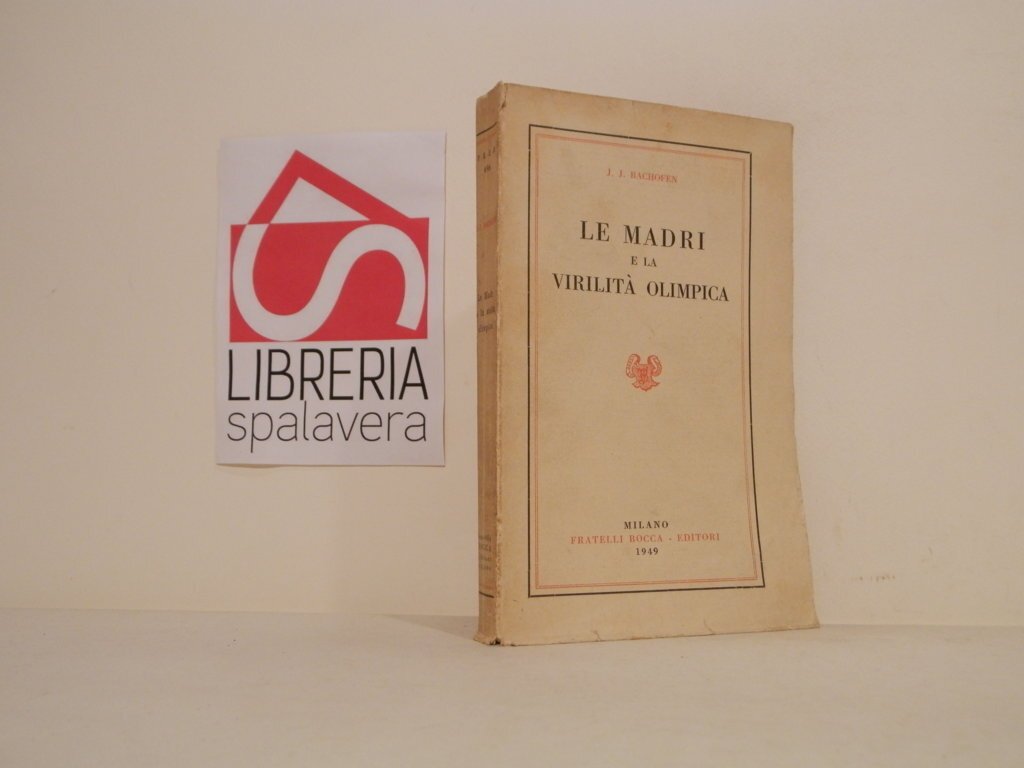 LIBRERIA
spalavera
J. J. BACHOFEN
LE MADRI
E LA
VIRILITÀ OLIMPICA
MILANO
FRATELLI BOCCA - EDITORI
1949